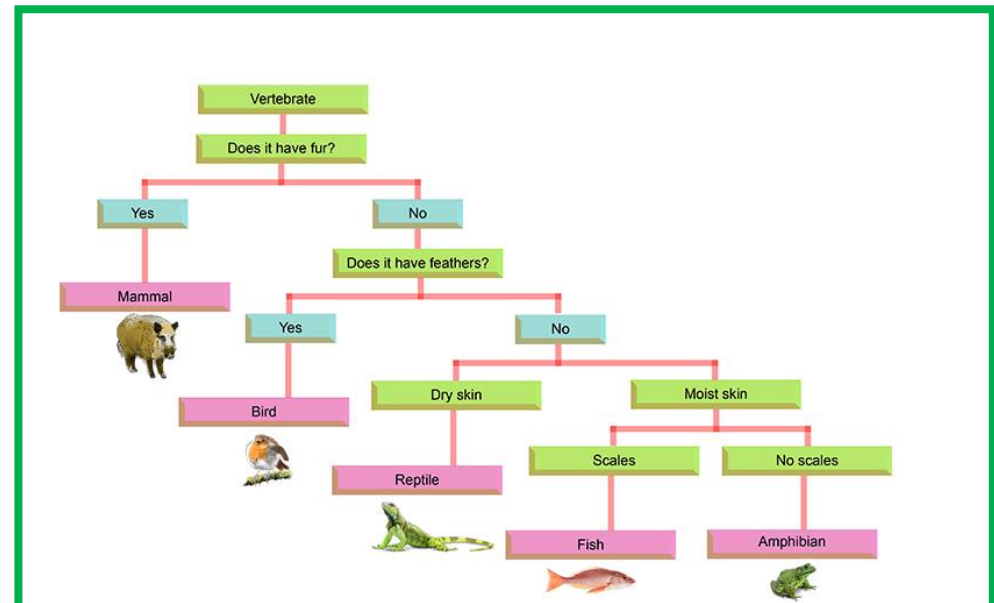 Vertebrate
Does it have fur?
Yes
No
Does it have feathers?
Mammal
Yes
No
Dry skin
Moist skin
Bird
Scales
No scales
Reptile
Fish
Amphibian